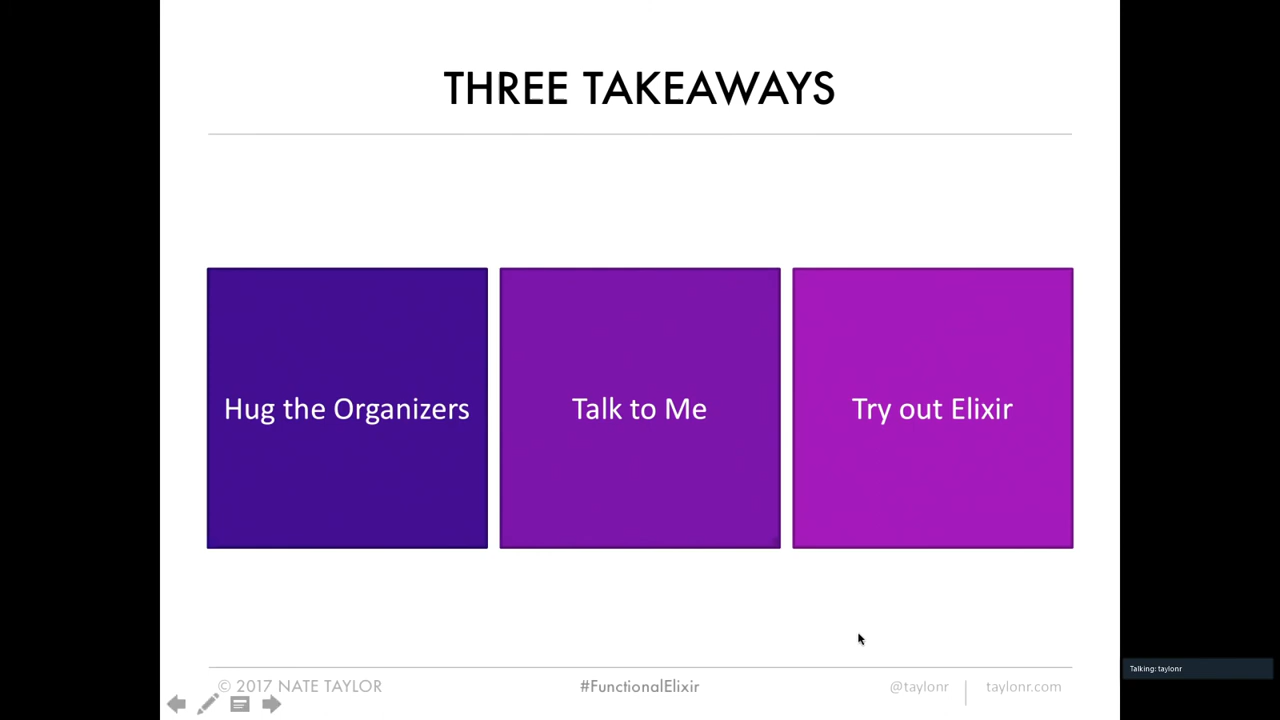 THREE TAKEAWAYS
Hug the Organizers
Talk to Me
Try out Elixir
© 2017 NATE TAYLOR
#FunctionalElixir
@taylonr
taylonr.com
Talking: taylonr